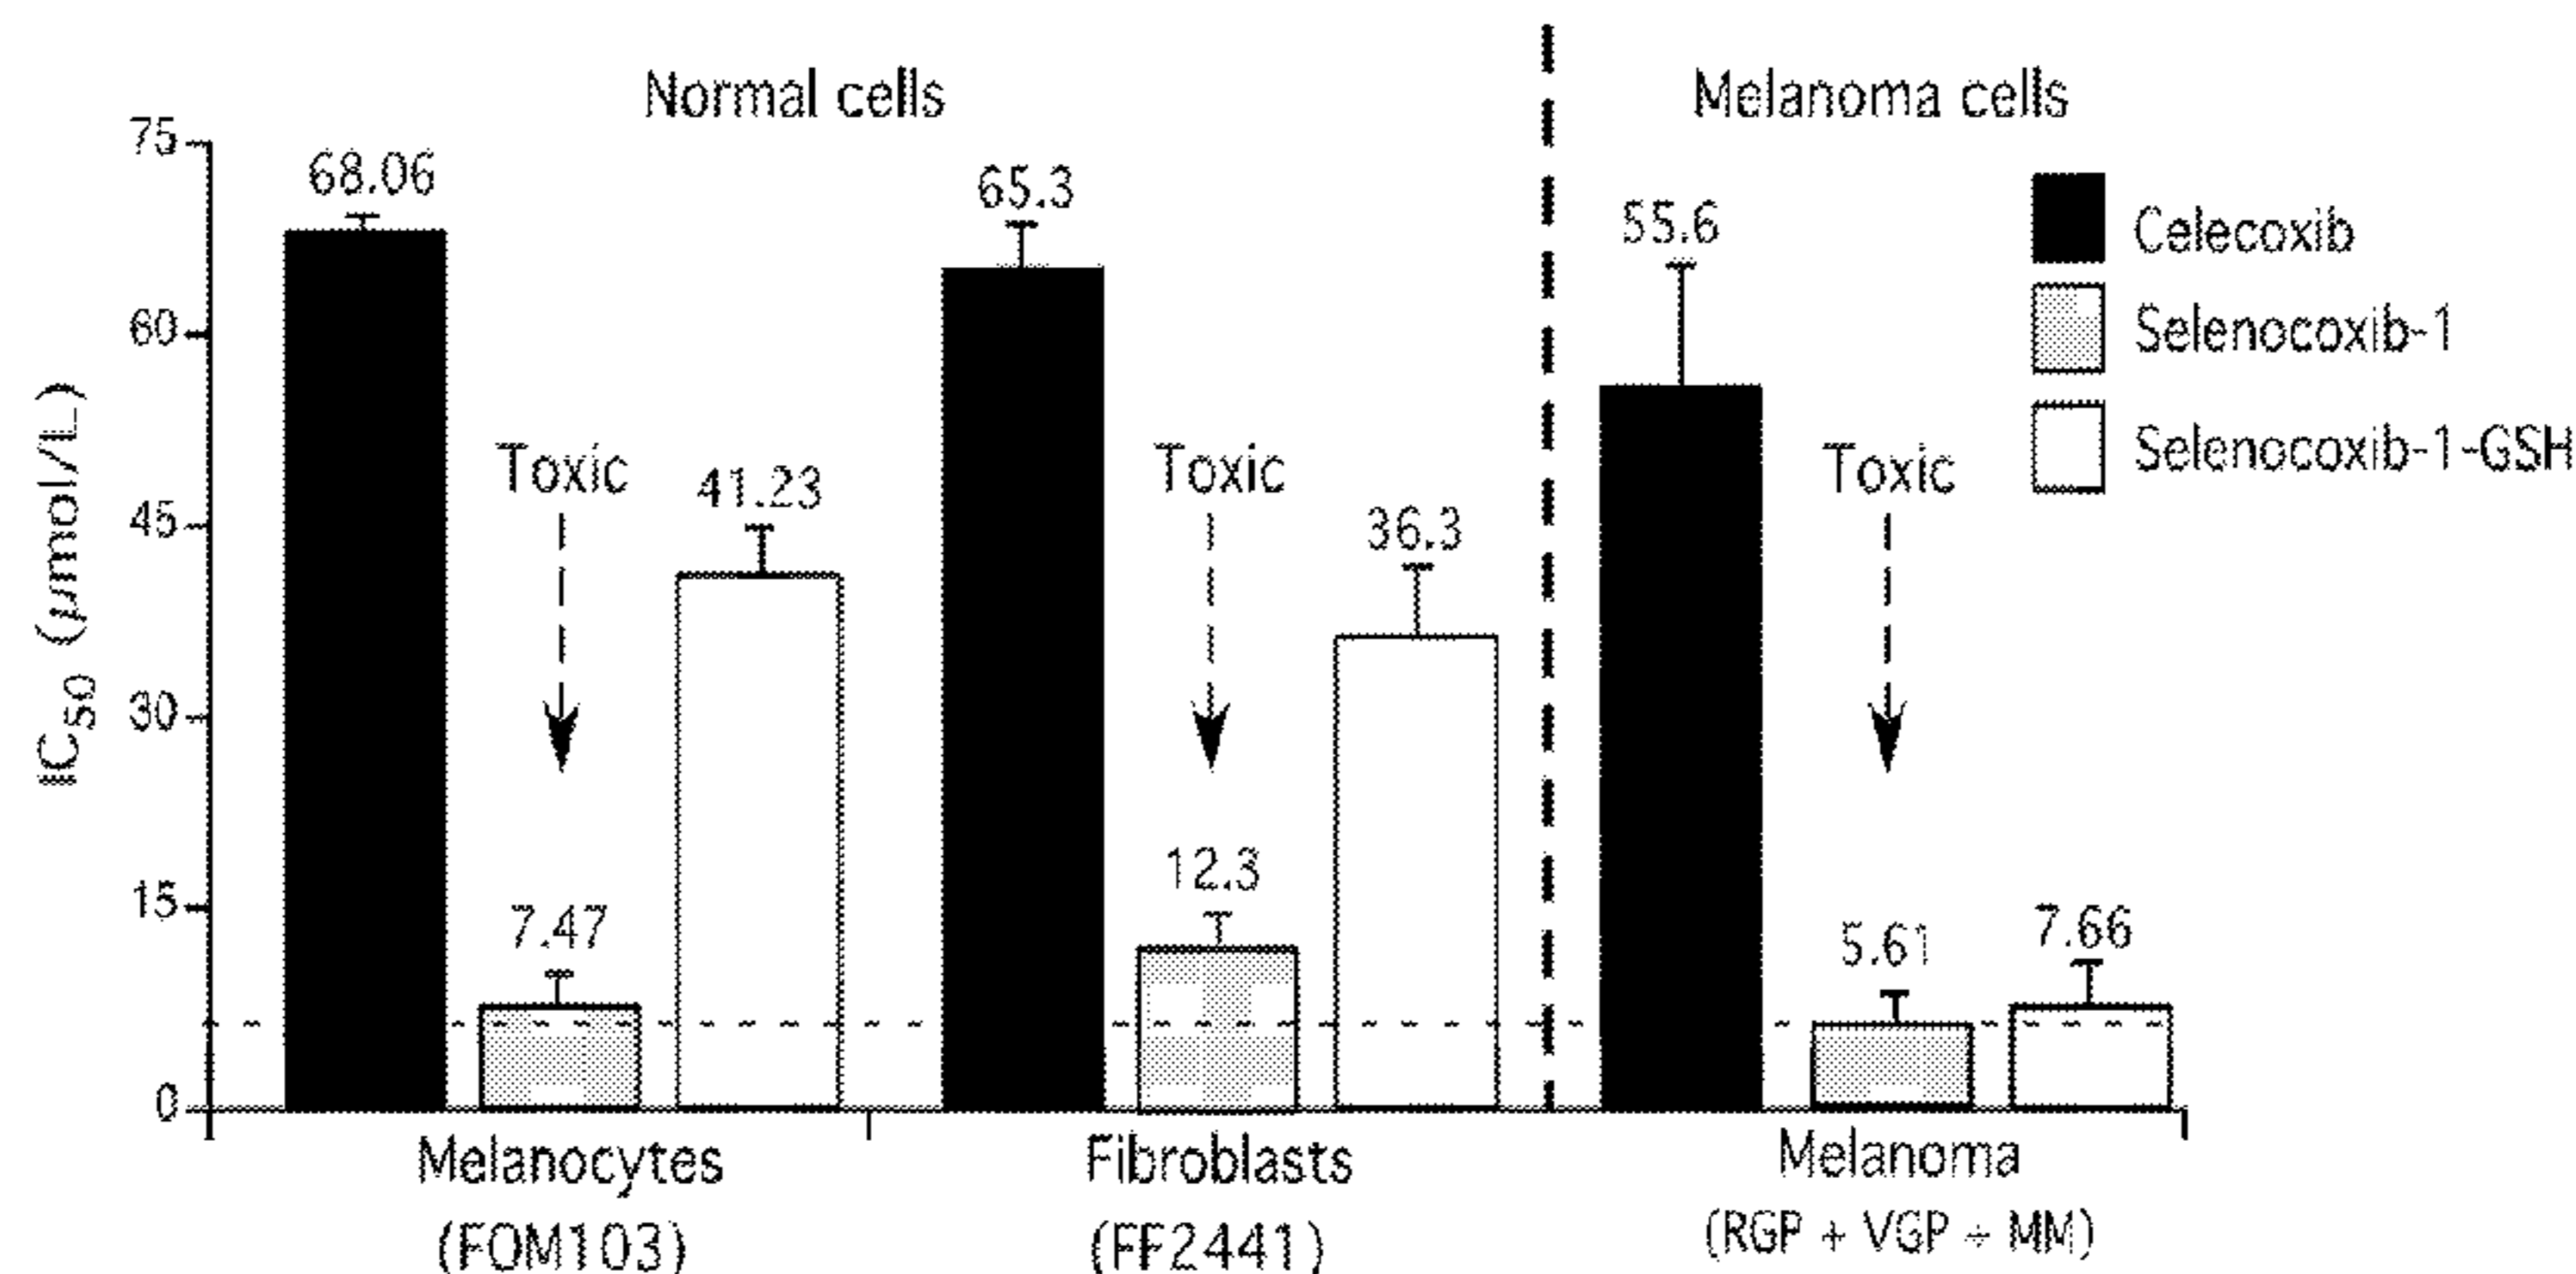 Normal cells
Melanoma cells
75
60
45
30
15
0
IC50 (µmol/L)
68.06
Toxic
7.47
41.23
65.3
Toxic
12.3
36.3
55.6
Toxic
5.61
7.66
Celecoxib
Selenocoxib-1
Selenocoxib-1-GSH
Melanocytes
(FOM103)
Fibroblasts
(FF2441)
Melanoma
(RGP + VGP + MM)